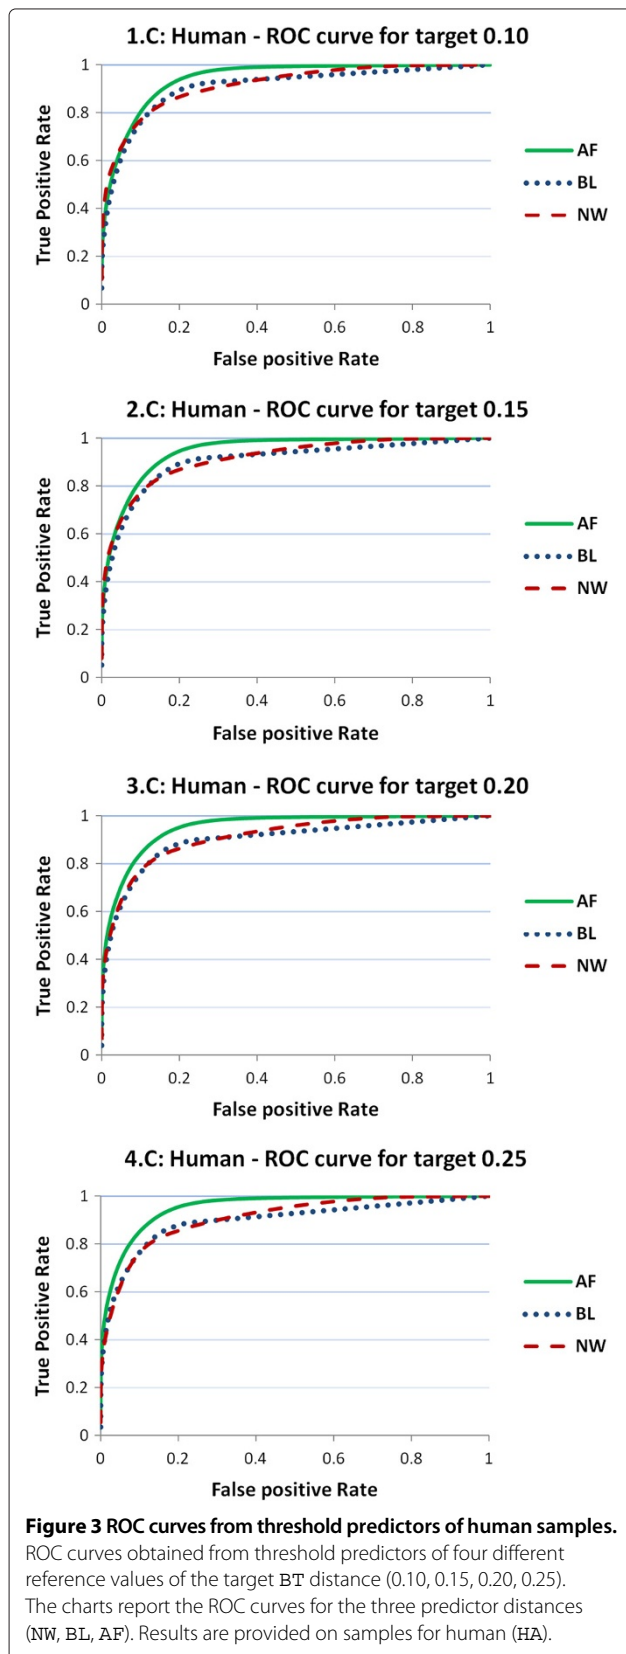 1.C: Human - ROC curve for target 0.10
1
0.8
0.6
0.4
0.2
0
True Positive Rate
0 0.2 0.4 0.6 0.8 1
False positive Rate
AF
BL
NW
2.C: Human - ROC curve for target 0.15
1
0.8
0.6
0.4
0.2
0
True Positive Rate
0 0.2 0.4 0.6 0.8 1
False positive Rate
AF
BL
NW
3.C: Human - ROC curve for target 0.20
1
0.8
0.6
0.4
0.2
0
True Positive Rate
0 0.2 0.4 0.6 0.8 1
False positive Rate
AF
BL
NW
4.C: Human - ROC curve for target 0.25
1
0.8
0.6
0.4
0.2
0
True Positive Rate
0 0.2 0.4 0.6 0.8 1
False positive Rate
AF
BL
NW
Figure 3 ROC curves from threshold predictors of human samples.
ROC curves obtained from threshold predictors of four different
reference values of the target BT distance (0.10, 0.15, 0.20, 0.25).
The charts report the ROC curves for the three predictor distances
(NW, BL, AF). Results are provided on samples for human (HA).